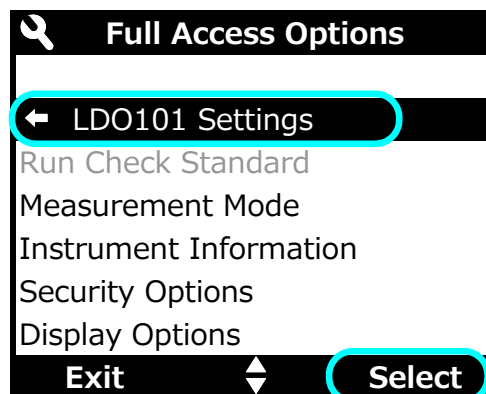 Full Access Options
LDO101 Settings
Run Check Standard
Measurement Mode
Instrument Information
Security Options
Display Options
Exit Select